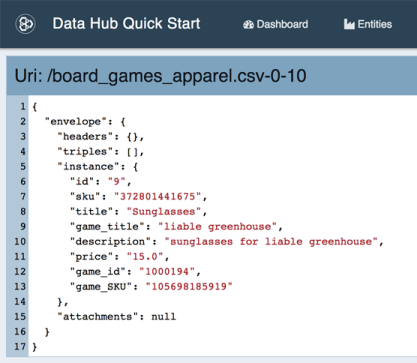 Data Hub Quick Start Dashboard Entities
Uri: /board_games_apparel.csv-0-10
1 {
2 "envelope": {
3 "headers": {},
4 "triples": [],
5 "instance": {
6 "id": "9",
7 "sku": "372801441675",
8 "title": "Sunglasses",
9 "game_title": "liable greenhouse",
10 "description": "sunglasses for liable greenhouse",
11 "price": "15.0",
12 "game_id": "1000194",
13 "game_SKU": "105698185919"
14 },
15 "attachments": null
16 }
17 }